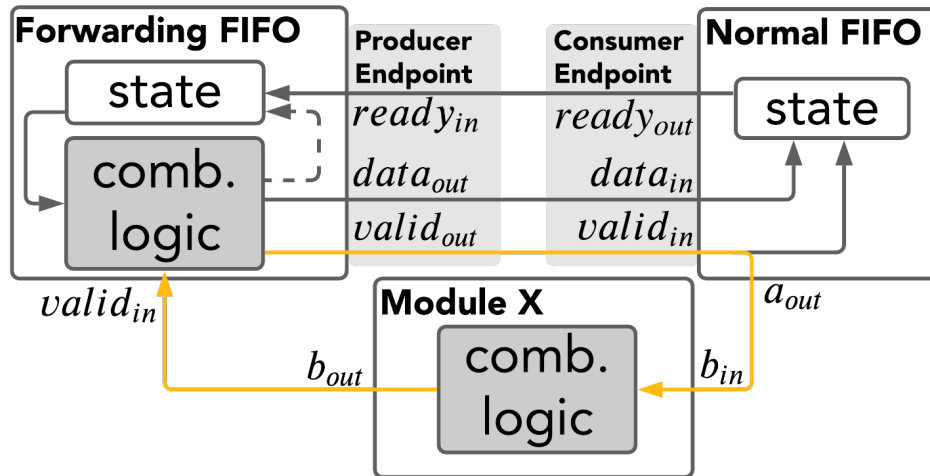 Forwarding FIFO
state
comb.
logic
Producer
Endpoint
ready_in
data_out
valid_out
Consumer
Endpoint
ready_out
data_in
valid_in
Normal FIFO
state
valid_in
a_out
Module X
comb.
logic
b_out
b_in